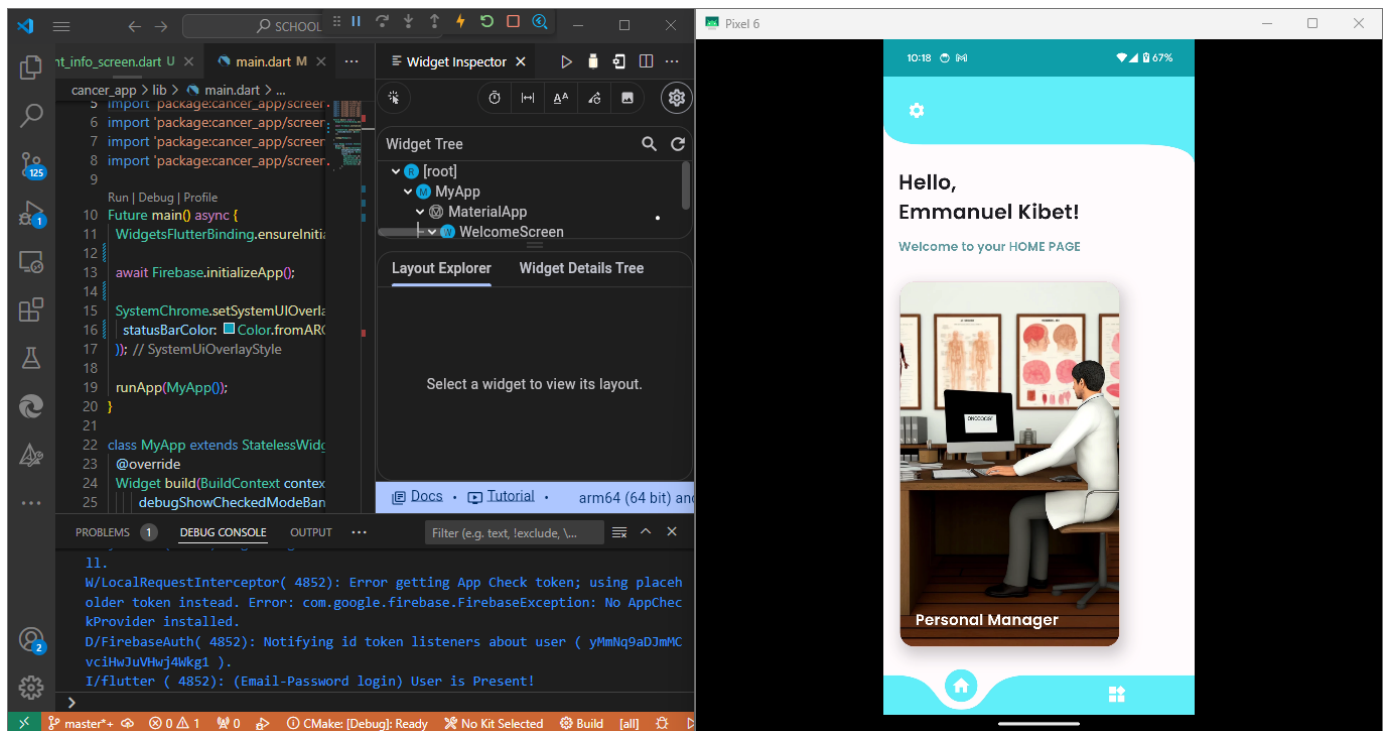 SCHOOL
nt_info_screen.dart U
main.dart M
cancer_app > lib > main.dart > ...
5 import 'package:cancer_app/screer
6 import 'package:cancer_app/screer
7 import 'package:cancer_app/screer
8 import 'package:cancer_app/screer
9
Run | Debug | Profile
10 Future main() async {
11 WidgetsFlutterBinding.ensureInitia
12
13 await Firebase.initializeApp();
14
15 SystemChrome.setSystemUIOverla
16 statusBarColor: Color.fromARG
17 )); // SystemUiOverlayStyle
18
19 runApp(MyApp());
20 }
21
22 class MyApp extends StatelessWidg
23 @override
24 Widget build(BuildContext context
25 debugShowCheckedModeBan
Widget Inspector
Widget Tree
[root]
MyApp
MaterialApp
WelcomeScreen
Layout Explorer
Widget Details Tree
Select a widget to view its layout.
Docs • Tutorial • arm64 (64 bit) and
PROBLEMS 1 DEBUG CONSOLE OUTPUT ...
Filter (e.g. text, !exclude, \...
ll.
W/LocalRequestInterceptor( 4852): Error getting App Check token; using placeh
older token instead. Error: com.google.firebase.FirebaseException: No AppChec
kProvider installed.
D/FirebaseAuth( 4852): Notifying id token listeners about user ( yMmNq9aDJmMC
vciHwJuVHwj4Wkg1 ).
I/flutter ( 4852): (Email-Password login) User is Present!
125
1
2
master*+ 0 1 0 CMake: [Debug]: Ready No Kit Selected Build [all]
Pixel 6
10:18 67%
Hello,
Emmanuel Kibet!
Welcome to your HOME PAGE
ONCOLOGY
Personal Manager